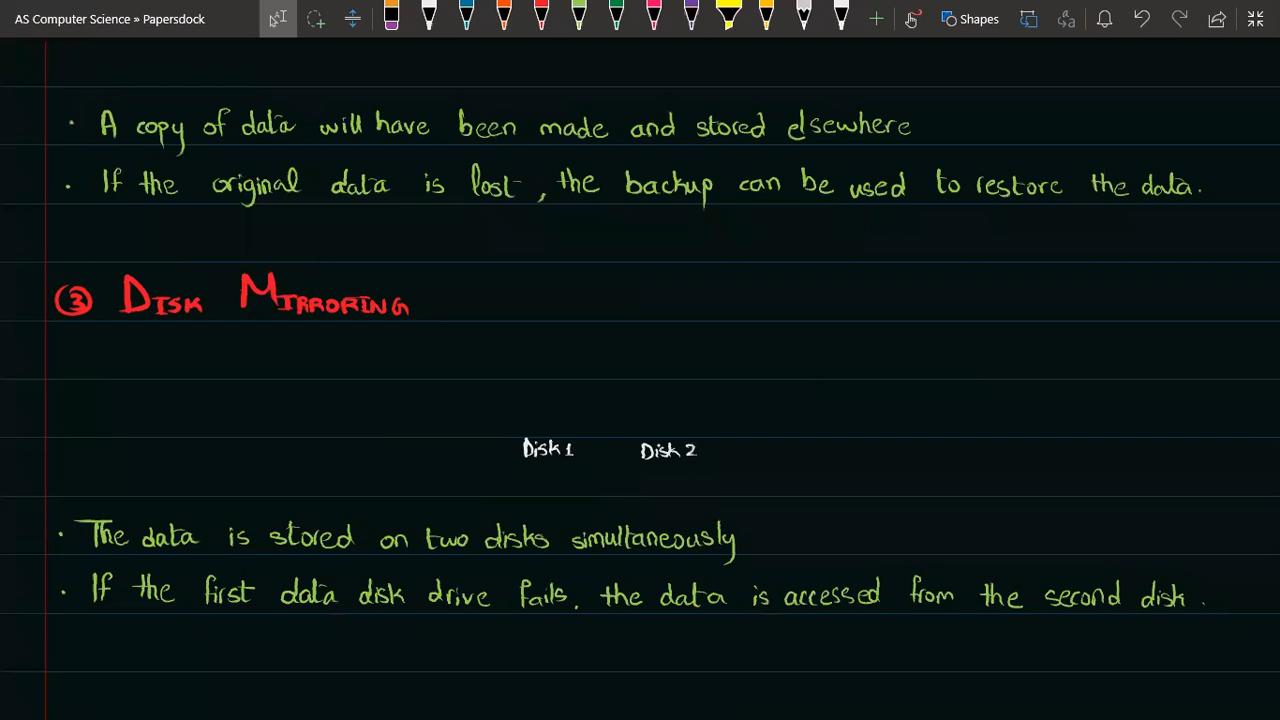 AS Computer Science » Papersdock
Shapes
· A copy of data will have been made and stored elsewhere
· If the original data is lost, the backup can be used to restore the data.
③ DISK MIRRORING
Disk 1 Disk 2
· The data is stored on two disks simultaneously
· If the first data disk drive fails, the data is accessed from the second disk.